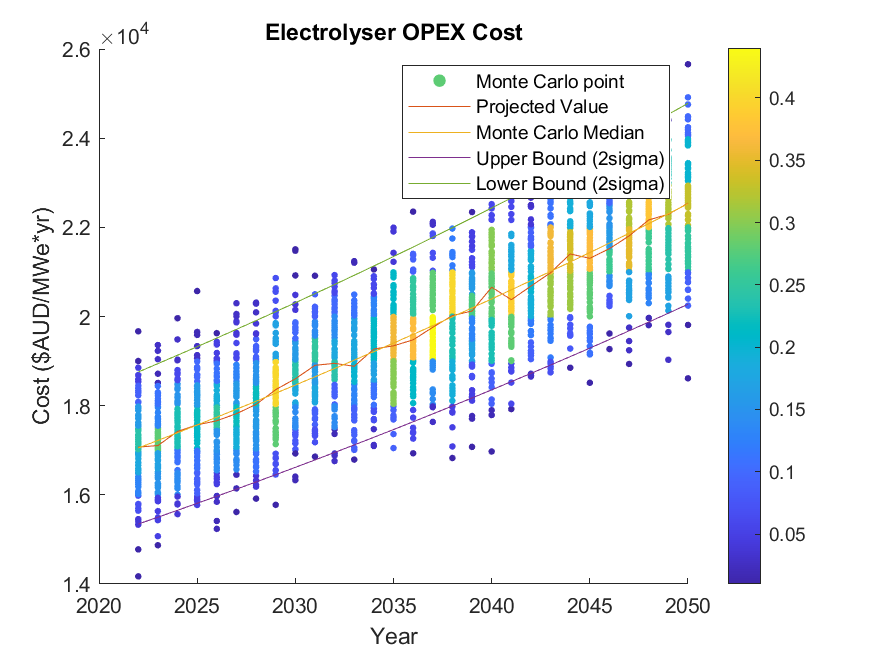 Electrolyser OPEX Cost
×10⁴
2.6
2.4
2.2
2
1.8
1.6
1.4
Cost ($AUD/MWe*yr)
2020
2025
2030
2035
2040
2045
2050
Year
Monte Carlo point
Projected Value
Monte Carlo Median
Upper Bound (2sigma)
Lower Bound (2sigma)
0.4
0.35
0.3
0.25
0.2
0.15
0.1
0.05